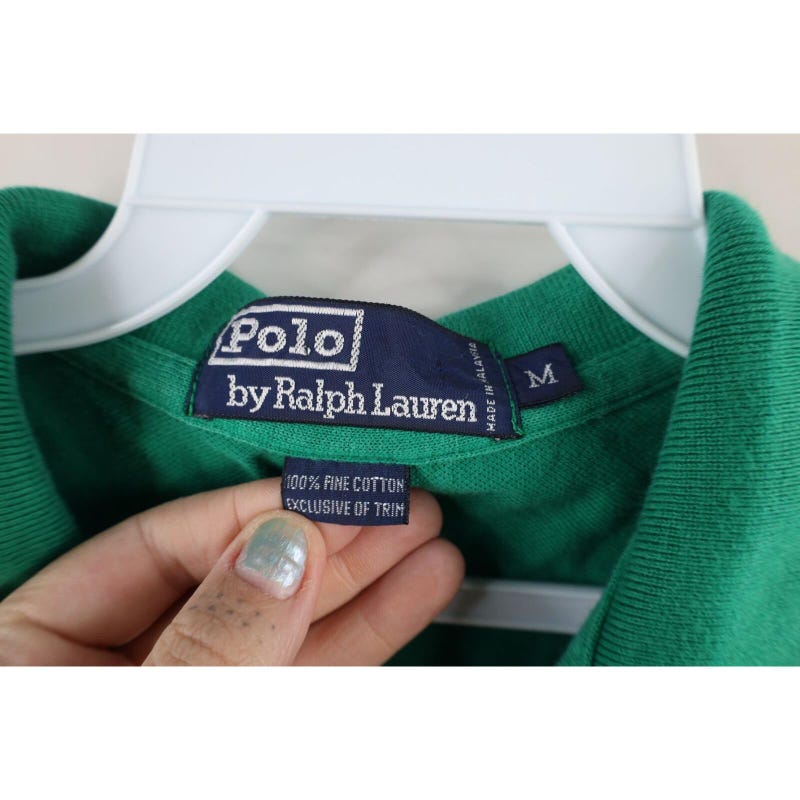 Polo
by Ralph Lauren
MADE IN MALAYSIA
M
100% FINE COTTON
EXCLUSIVE OF TRIM